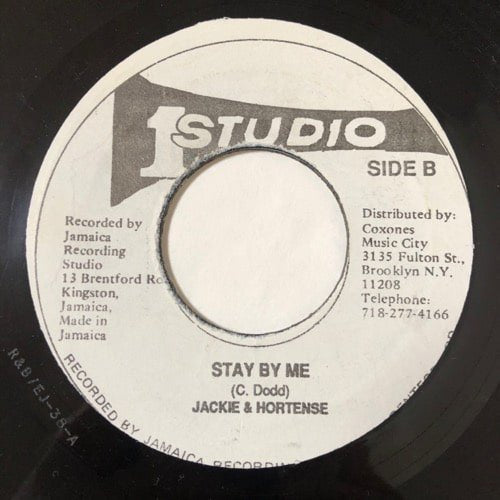 1 STUDIO
SIDE B
Recorded by
Jamaica
Recording
Studio
13 Brentford
Kingston,
Jamaica,
Made in
Jamaica
Distributed by:
Coxones
Music City
3135 Fulton St.,
Brooklyn N.Y.
11208
Telephone:
718-277-4166
STAY BY ME
(C. Dodd)
JACKIE & HORTENSE
RECORDED BY JAMAICA RECORDING